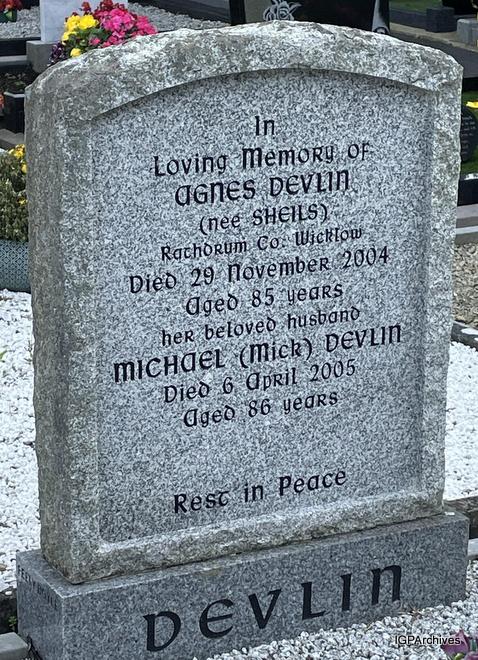 In
Loving Memory of
AGNES DEVLIN
(nee SHEILS)
Rathdrum Co. Wicklow
Died 29 November 2004
Aged 85 years
her beloved husband
MICHAEL (Mick) DEVLIN
Died 6 April 2005
Aged 86 years
Rest in Peace
DEVLIN
IGPArchives